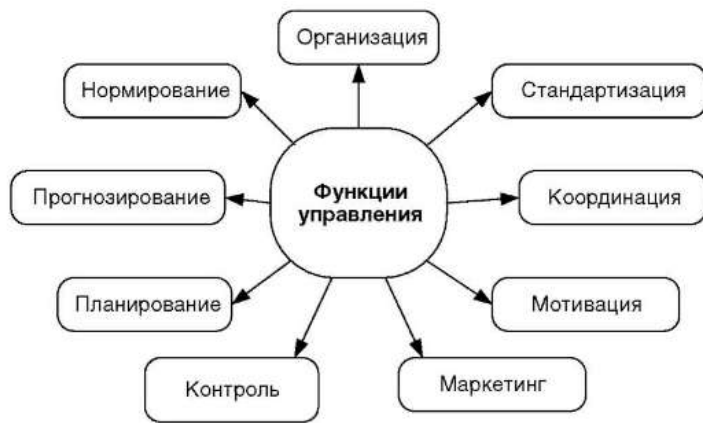 Организация
Нормирование
Стандартизация
Прогнозирование
Функции
управления
Координация
Планирование
Мотивация
Контроль
Маркетинг